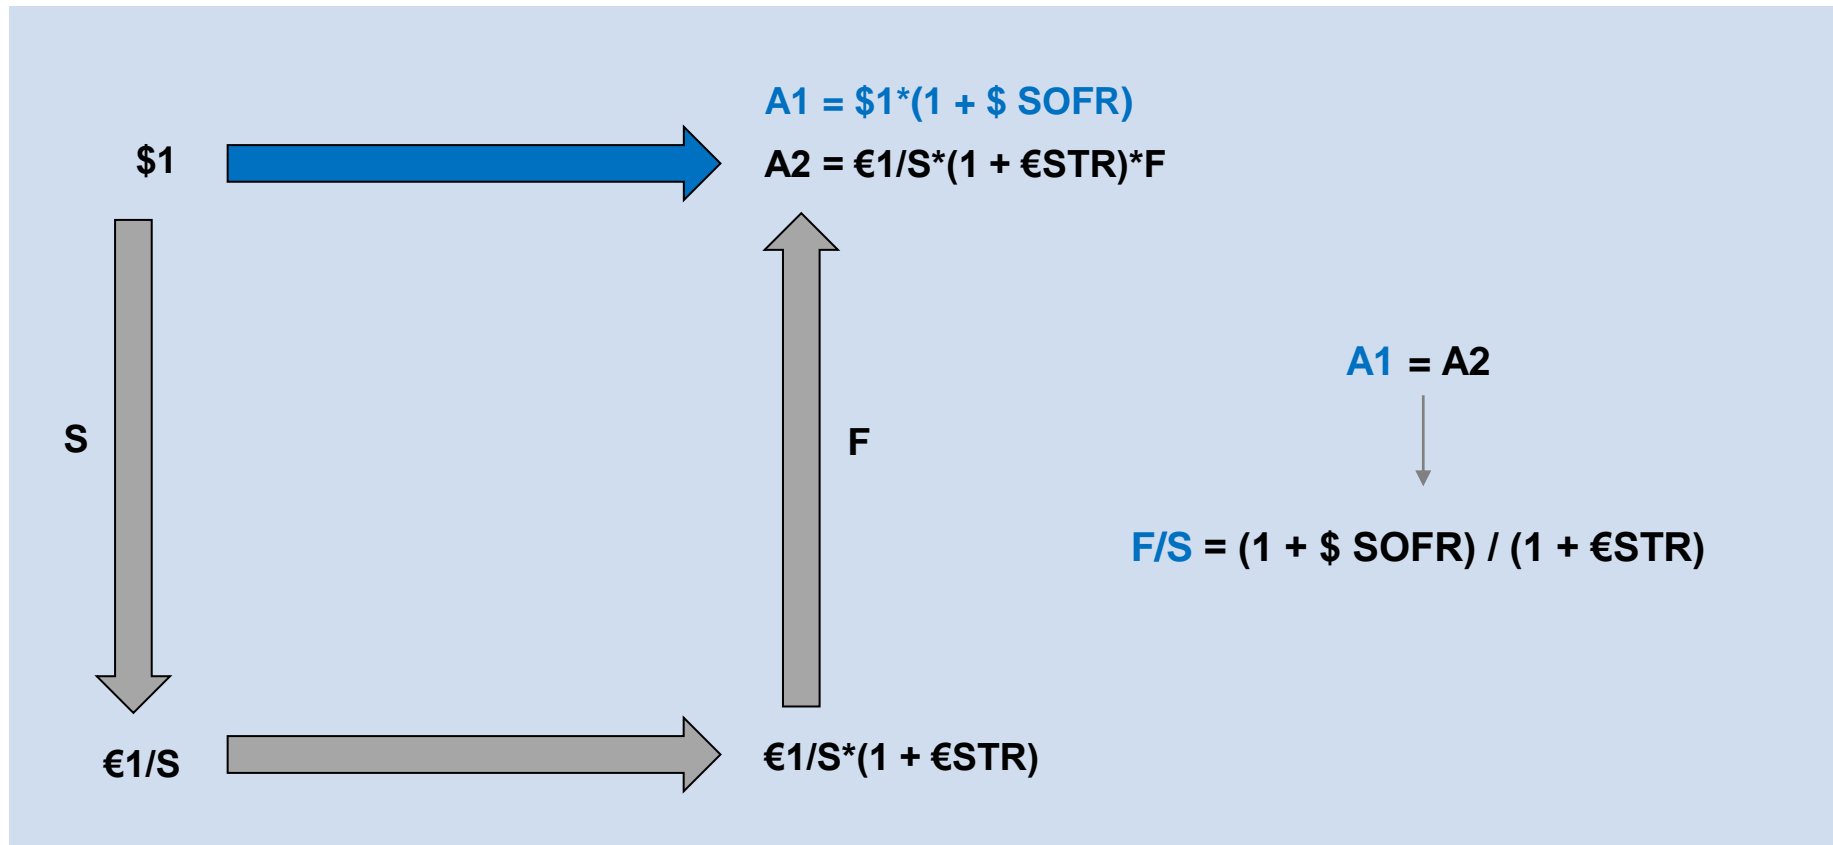 A1 = $1*(1 + $ SOFR)
$1
A2 = €1/S*(1 + €STR)*F
A1 = A2
S
F
F/S = (1 + $ SOFR) / (1 + €STR)
€1/S
€1/S*(1 + €STR)